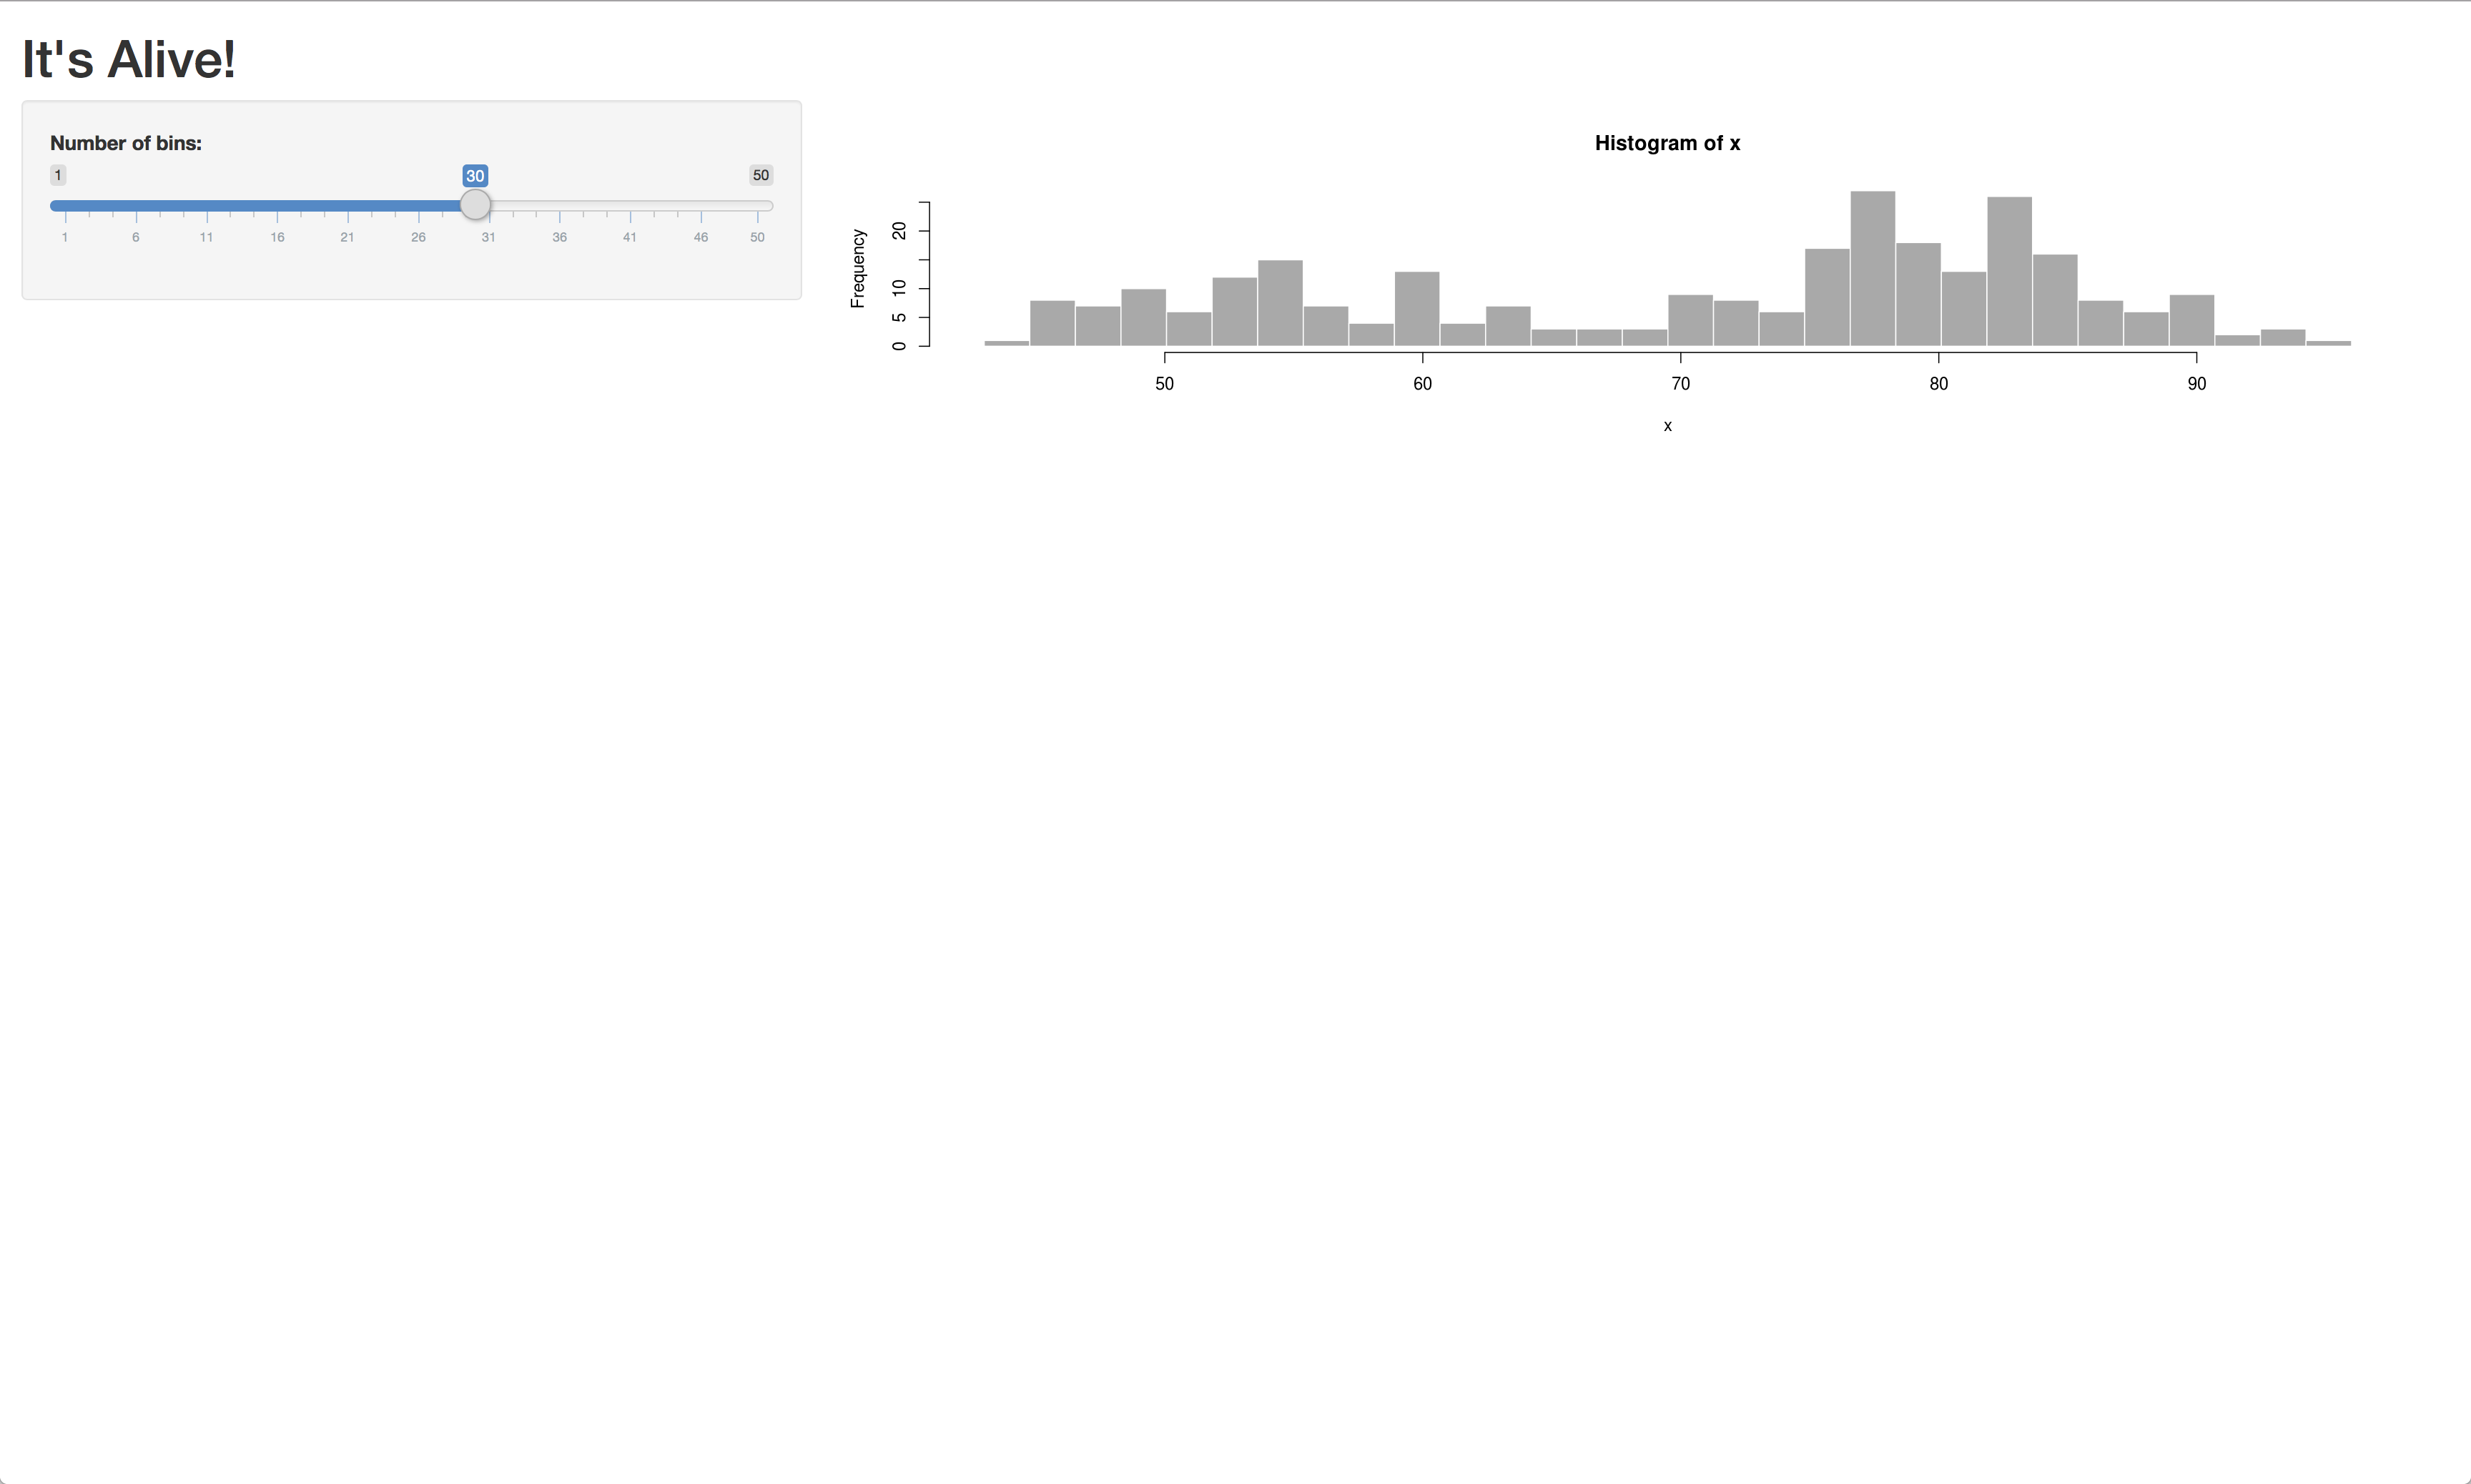 It's Alive!
Number of bins:
1 30 50
1 6 11 16 21 26 31 36 41 46 50
Histogram of x
Frequency
20
10
5
0
50 60 70 80 90
x